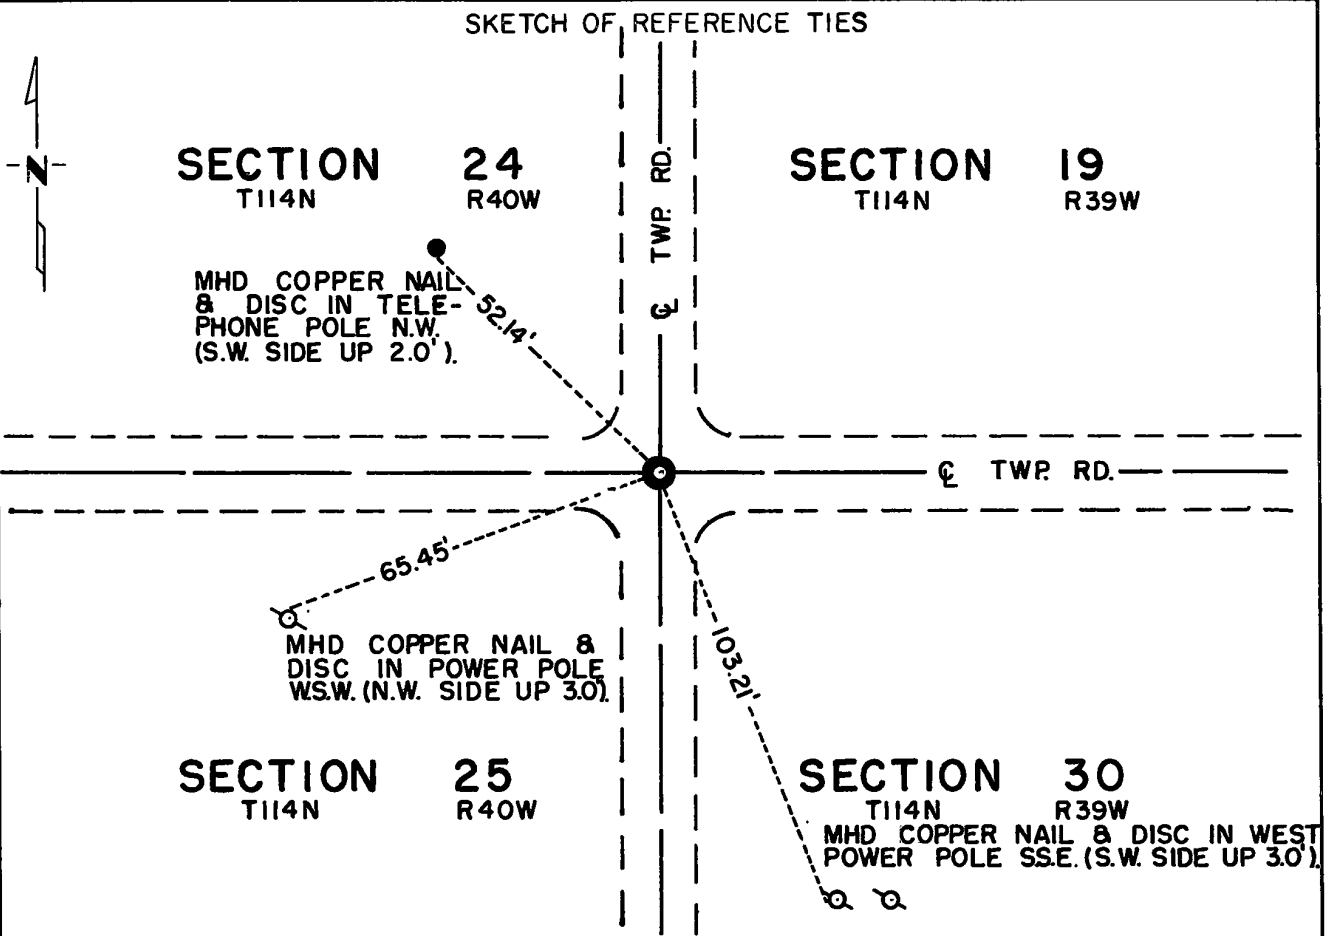 SKETCH OF REFERENCE TIES
N
SECTION 24
T114N R40W
SECTION 19
T114N R39W
℄ TWP. RD.
MHD COPPER NAIL
& DISC IN TELE-
PHONE POLE N.W.
(S.W. SIDE UP 2.0').
52.14'
℄ TWP. RD.
65.45'
MHD COPPER NAIL &
DISC IN POWER POLE
W.S.W. (N.W. SIDE UP 3.0').
103.21'
SECTION 25
T114N R40W
SECTION 30
T114N R39W
MHD COPPER NAIL & DISC IN WEST
POWER POLE S.S.E. (S.W. SIDE UP 3.0').